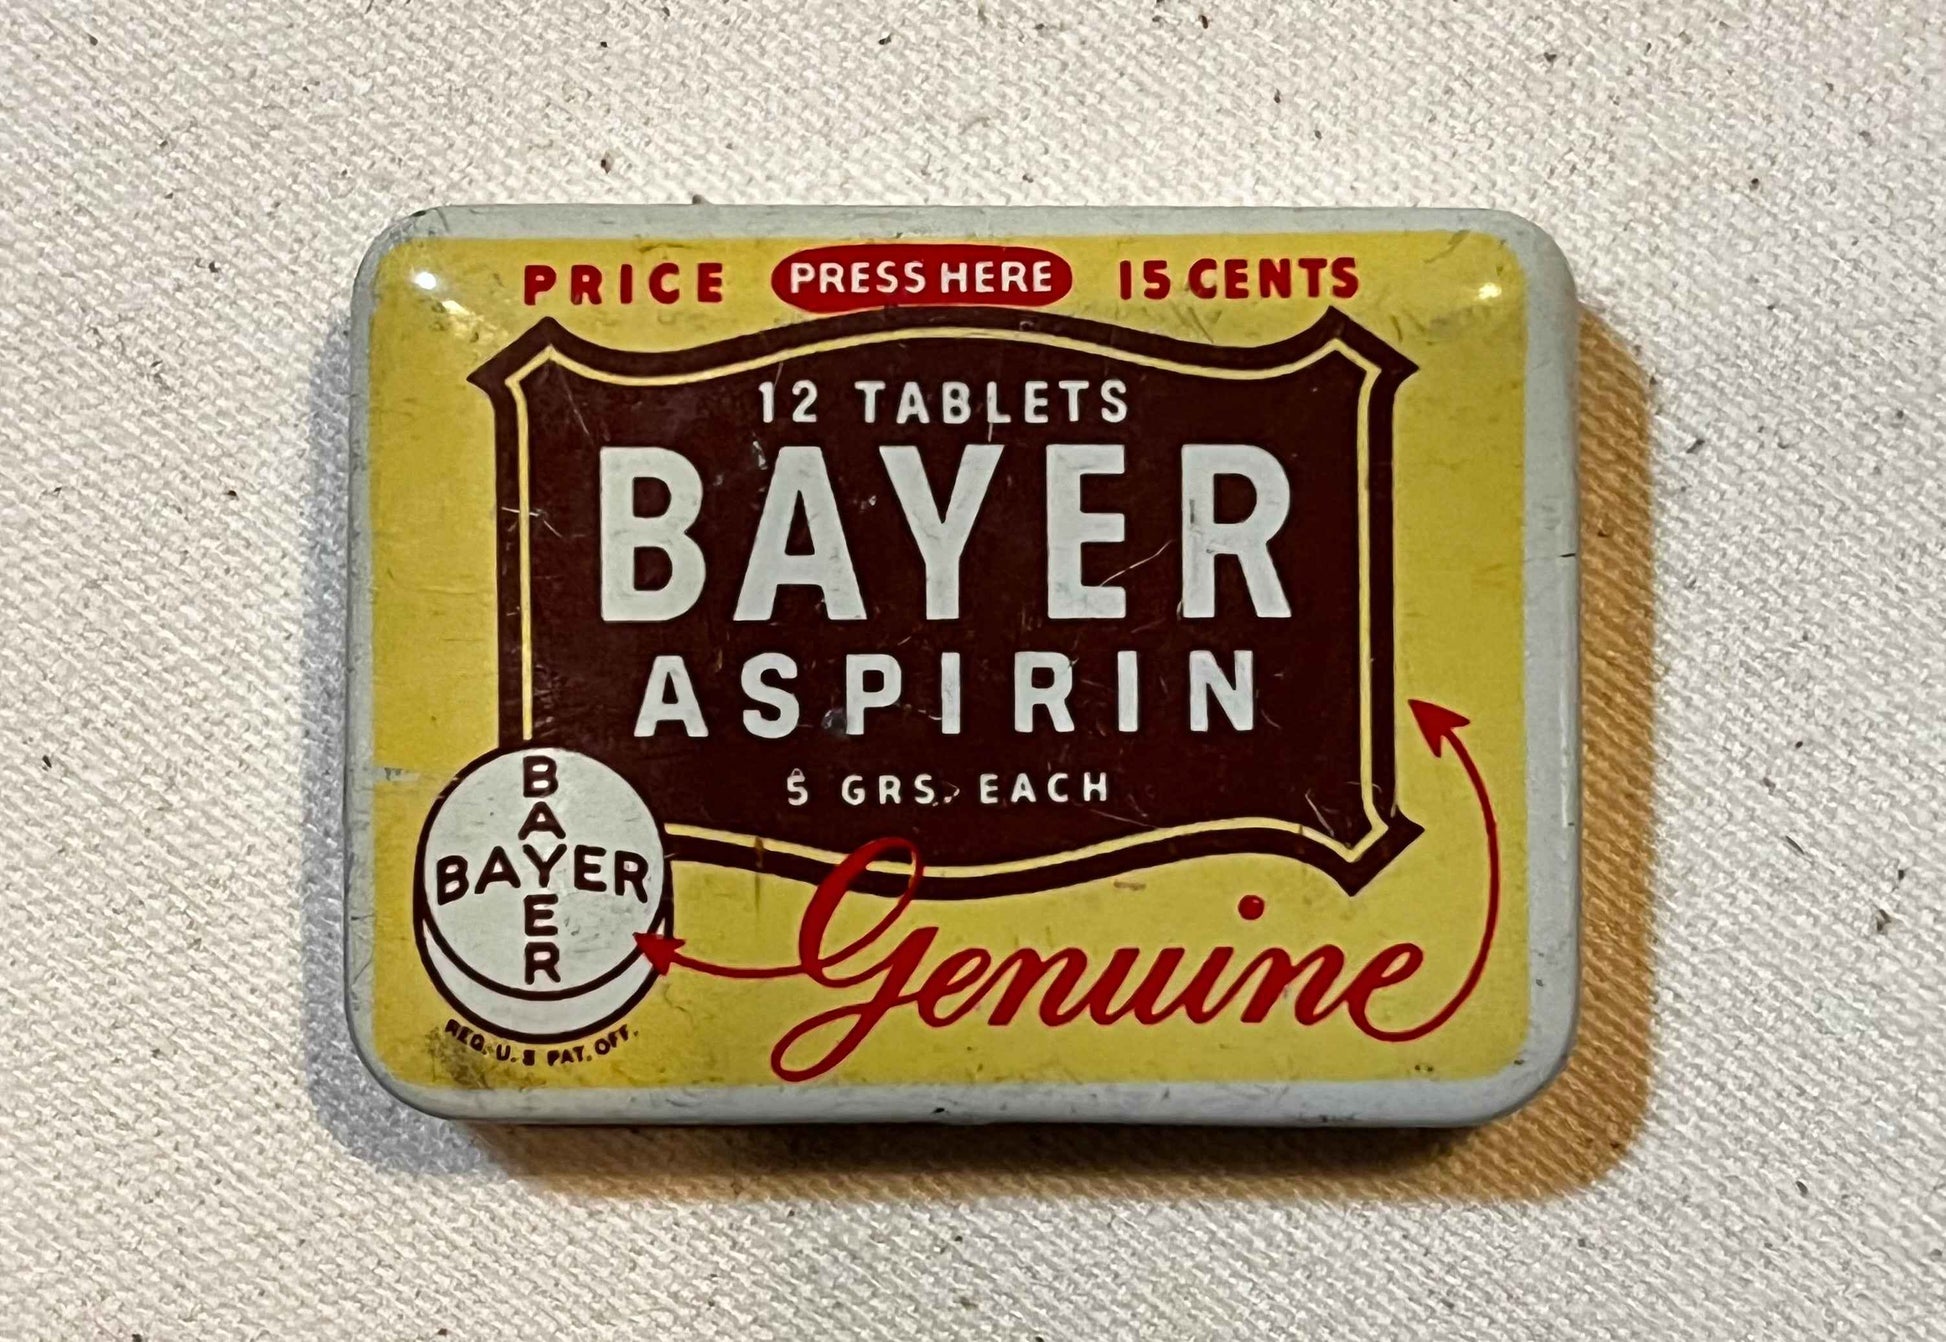 PRICE PRESS HERE 15 CENTS
12 TABLETS
BAYER
ASPIRIN
5 GRS. EACH
BAYER
BAYER
Genuine
REG. U.S PAT. OFF.